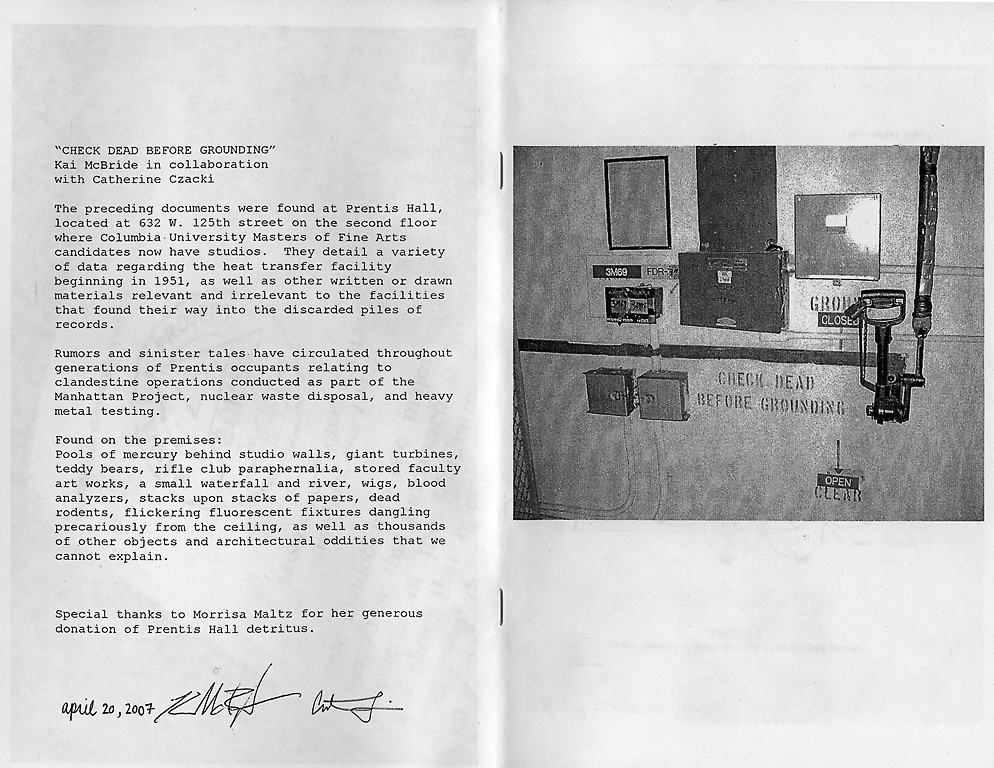 "CHECK DEAD BEFORE GROUNDING"
Kai McBride in collaboration
with Catherine Czacki
The preceding documents were found at Prentis Hall,
located at 632 W. 125th street on the second floor
where Columbia University Masters of Fine Arts
candidates now have studios.  They detail a variety
of data regarding the heat transfer facility
beginning in 1951, as well as other written or drawn
materials relevant and irrelevant to the facilities
that found their way into the discarded piles of
records.
Rumors and sinister tales have circulated throughout
generations of Prentis occupants relating to
clandestine operations conducted as part of the
Manhattan Project, nuclear waste disposal, and heavy
metal testing.
Found on the premises:
Pools of mercury behind studio walls, giant turbines,
teddy bears, rifle club paraphernalia, stored faculty
art works, a small waterfall and river, wigs, blood
analyzers, stacks upon stacks of papers, dead
rodents, flickering fluorescent fixtures dangling
precariously from the ceiling, as well as thousands
of other objects and architectural oddities that we
cannot explain.
Special thanks to Morrisa Maltz for her generous
donation of Prentis Hall detritus.
april 20, 2007
3M69
FDR-
GROUN
CLOSED
CHECK DEAD
BEFORE GROUNDING
OPEN
CLEAR